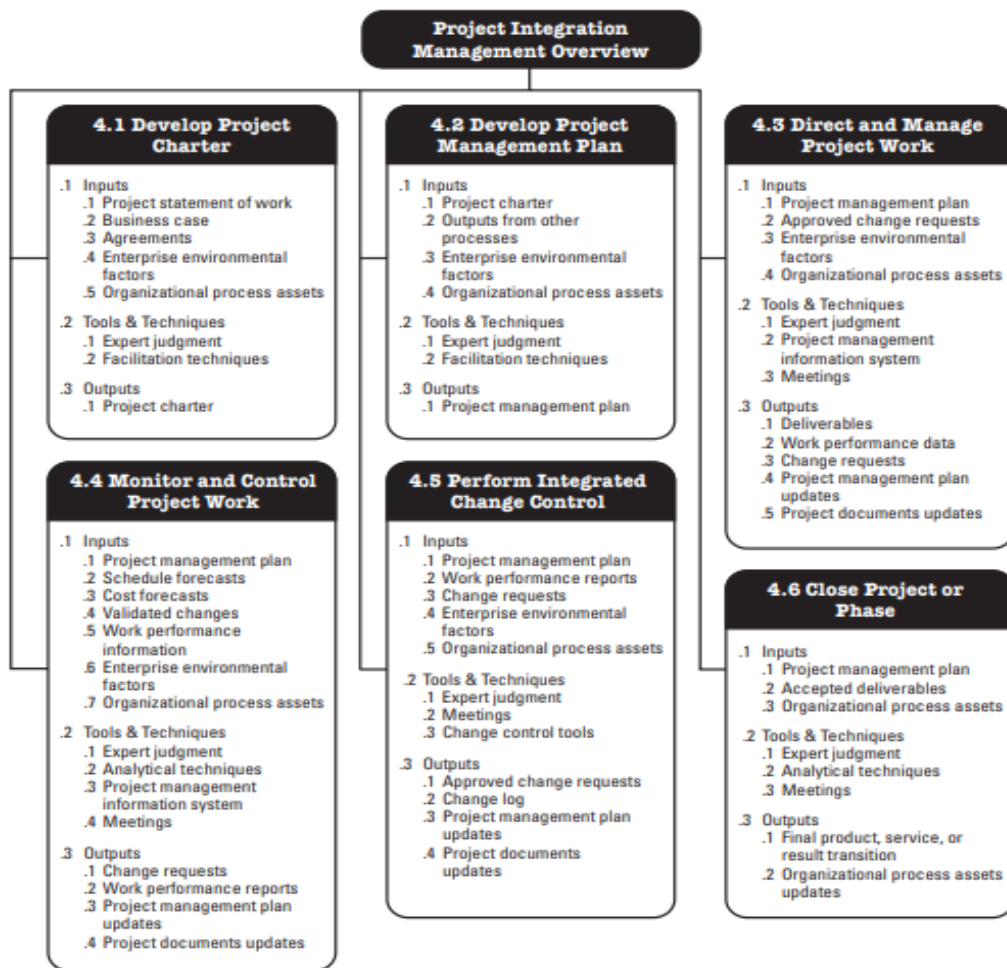 Project Integration
Management Overview
4.1 Develop Project
Charter
.1 Inputs
.1 Project statement of work
.2 Business case
.3 Agreements
.4 Enterprise environmental
factors
.5 Organizational process assets
.2 Tools & Techniques
.1 Expert judgment
.2 Facilitation techniques
.3 Outputs
.1 Project charter
4.2 Develop Project
Management Plan
.1 Inputs
.1 Project charter
.2 Outputs from other
processes
.3 Enterprise environmental
factors
.4 Organizational process assets
.2 Tools & Techniques
.1 Expert judgment
.2 Facilitation techniques
.3 Outputs
.1 Project management plan
4.3 Direct and Manage
Project Work
.1 Inputs
.1 Project management plan
.2 Approved change requests
.3 Enterprise environmental
factors
.4 Organizational process assets
.2 Tools & Techniques
.1 Expert judgment
.2 Project management
information system
.3 Meetings
.3 Outputs
.1 Deliverables
.2 Work performance data
.3 Change requests
.4 Project management plan
updates
.5 Project documents updates
4.4 Monitor and Control
Project Work
.1 Inputs
.1 Project management plan
.2 Schedule forecasts
.3 Cost forecasts
.4 Validated changes
.5 Work performance
information
.6 Enterprise environmental
factors
.7 Organizational process assets
.2 Tools & Techniques
.1 Expert judgment
.2 Analytical techniques
.3 Project management
information system
.4 Meetings
.3 Outputs
.1 Change requests
.2 Work performance reports
.3 Project management plan
updates
.4 Project documents updates
4.5 Perform Integrated
Change Control
.1 Inputs
.1 Project management plan
.2 Work performance reports
.3 Change requests
.4 Enterprise environmental
factors
.5 Organizational process assets
.2 Tools & Techniques
.1 Expert judgment
.2 Meetings
.3 Change control tools
.3 Outputs
.1 Approved change requests
.2 Change log
.3 Project management plan
updates
.4 Project documents
updates
4.6 Close Project or
Phase
.1 Inputs
.1 Project management plan
.2 Accepted deliverables
.3 Organizational process assets
.2 Tools & Techniques
.1 Expert judgment
.2 Analytical techniques
.3 Meetings
.3 Outputs
.1 Final product, service, or
result transition
.2 Organizational process assets
updates